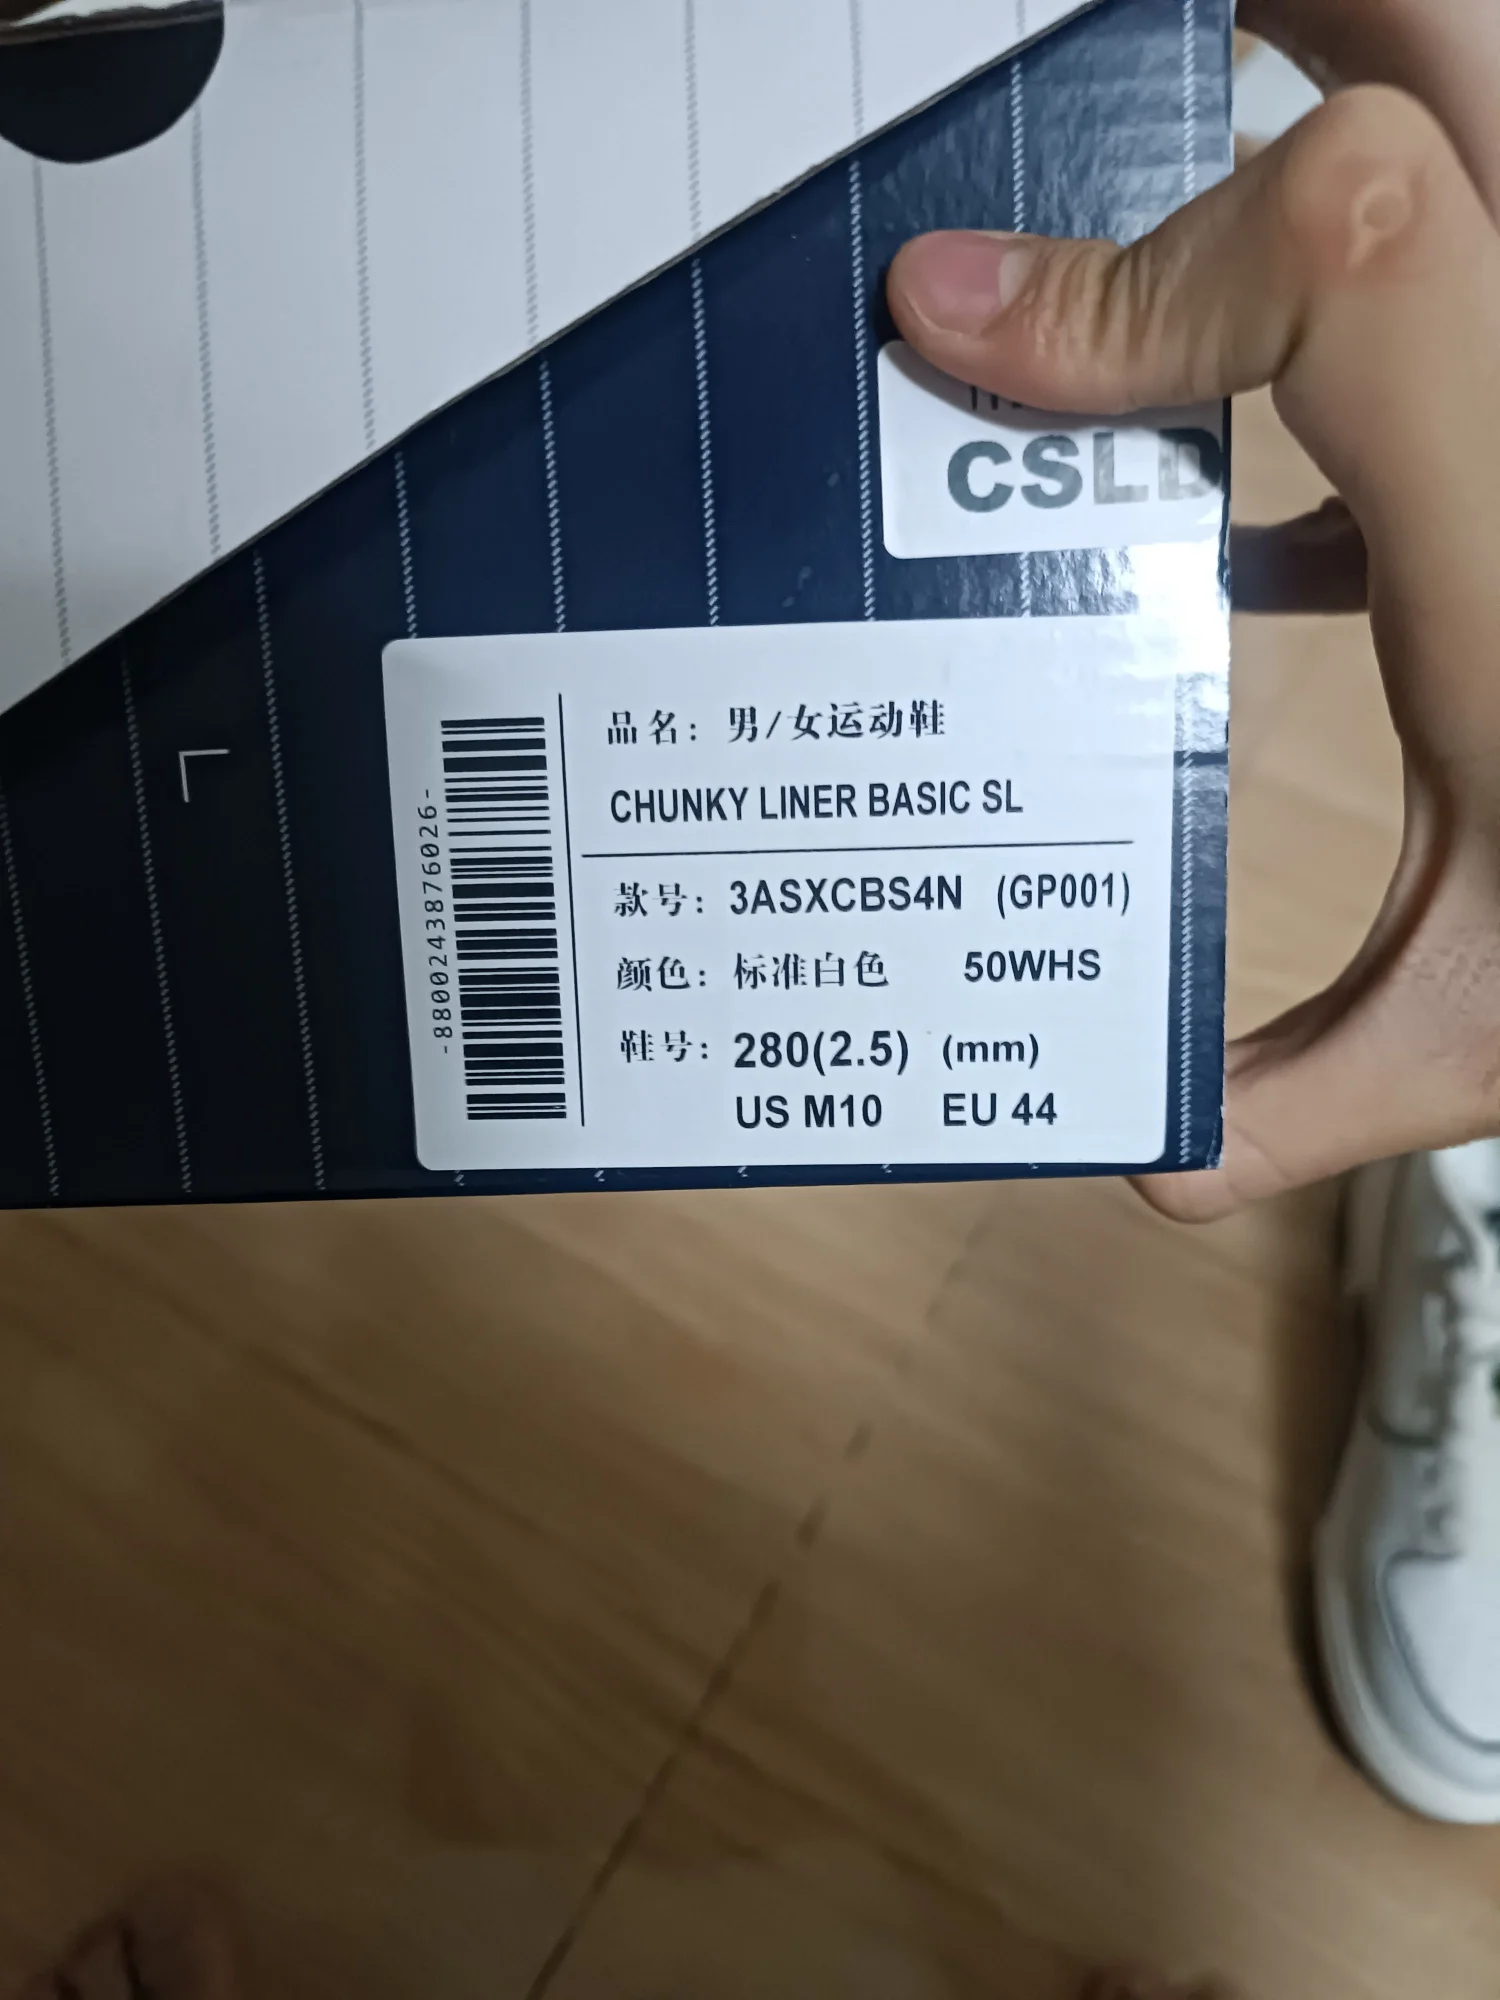 CSLD
品名: 男/女运动鞋
CHUNKY LINER BASIC SL
款号: 3ASXCBS4N (GP001)
颜色: 标准白色 50WHS
鞋号: 280(2.5) (mm)
US M10 EU 44
-8800243876026-